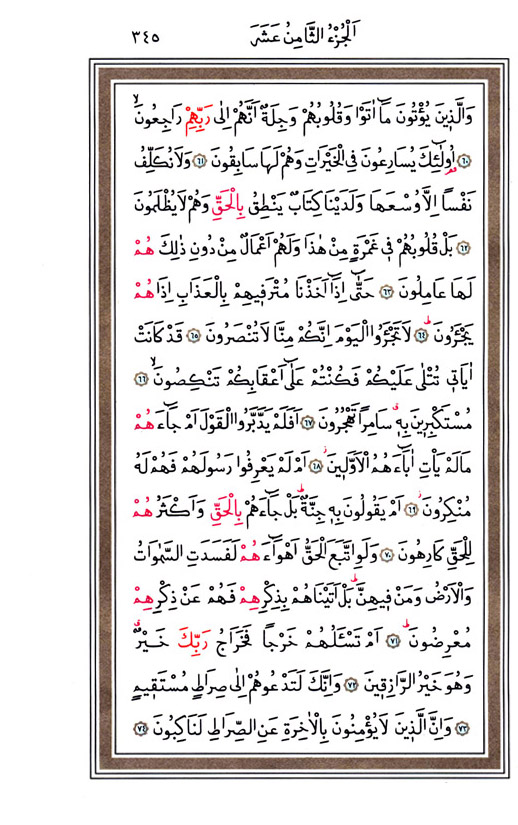 اَلْجُزْءُ الثَّامِنُ عَشَرَ ٣٤٥
وَالَّذ۪ينَ يُؤْتُونَ مَٓا اٰتَوْا وَقُلُوبُهُمْ وَجِلَةٌ اَنَّهُمْ اِلٰى رَبِّهِمْ رَاجِعُونَۙ
﴿٦٠﴾ اُو۬لٰٓئِكَ يُسَارِعُونَ فِي الْخَيْرَاتِ وَهُمْ لَهَا سَابِقُونَ ﴿٦١﴾ وَلَا نُكَلِّفُ
نَفْسًا اِلَّا وُسْعَهَا وَلَدَيْنَا كِتَابٌ يَنْطِقُ بِالْحَقِّ وَهُمْ لَا يُظْلَمُونَ
﴿٦٢﴾ بَلْ قُلُوبُهُمْ ف۪ي غَمْرَةٍ مِنْ هٰذَا وَلَهُمْ اَعْمَالٌ مِنْ دُونِ ذٰلِكَ هُمْ
لَهَا عَامِلُونَ ﴿٦٣﴾ حَتّٰٓى اِذَٓا اَخَذْنَا مُتْرَف۪يهِمْ بِالْعَذَابِ اِذَا هُمْ
يَجْـَٔرُونَۜ ﴿٦٤﴾ لَا تَجْـَٔرُوا الْيَوْمَ اِنَّكُمْ مِنَّا لَا تُنْصَرُونَ ﴿٦٥﴾ قَدْ كَانَتْ
اٰيَات۪ي تُتْلٰى عَلَيْكُمْ فَكُنْتُمْ عَلٰٓى اَعْقَابِكُمْ تَنْكِصُونَۙ ﴿٦٦﴾
مُسْتَكْبِر۪ينَ بِه۪ۗ سَامِرًا تَهْجُرُونَ ﴿٦٧﴾ اَفَلَمْ يَدَّبَّرُوا الْقَوْلَ اَمْ جَٓاءَهُمْ
مَا لَمْ يَأْتِ اٰبَٓاءَهُمُ الْاَوَّل۪ينَۘ ﴿٦٨﴾ اَمْ لَمْ يَعْرِفُوا رَسُولَهُمْ فَهُمْ لَهُ
مُنْكِرُونَۘ ﴿٦٩﴾ اَمْ يَقُولُونَ بِه۪ جِنَّةٌۜ بَلْ جَٓاءَهُمْ بِالْحَقِّ وَاَكْثَرُهُمْ
لِلْحَقِّ كَارِهُونَ ﴿٧٠﴾ وَلَوِ اتَّبَعَ الْحَقُّ اَهْوَٓاءَهُمْ لَفَسَدَتِ السَّمٰوَاتُ
وَالْاَرْضُ وَمَنْ ف۪يهِنَّۜ بَلْ اَتَيْنَاهُمْ بِذِكْرِهِمْ فَهُمْ عَنْ ذِكْرِهِمْ
مُعْرِضُونَۜ ﴿٧١﴾ اَمْ تَسْـَٔلُهُمْ خَرْجًا فَخَرَاجُ رَبِّكَ خَيْرٌۗ
وَهُوَ خَيْرُ الرَّازِق۪ينَ ﴿٧٢﴾ وَاِنَّكَ لَتَدْعُوهُمْ اِلٰى صِرَاطٍ مُسْتَق۪يمٍ
﴿٧٣﴾ وَاِنَّ الَّذ۪ينَ لَا يُؤْمِنُونَ بِالْاٰخِرَةِ عَنِ الصِّرَاطِ لَنَاكِبُونَ ﴿٧٤﴾